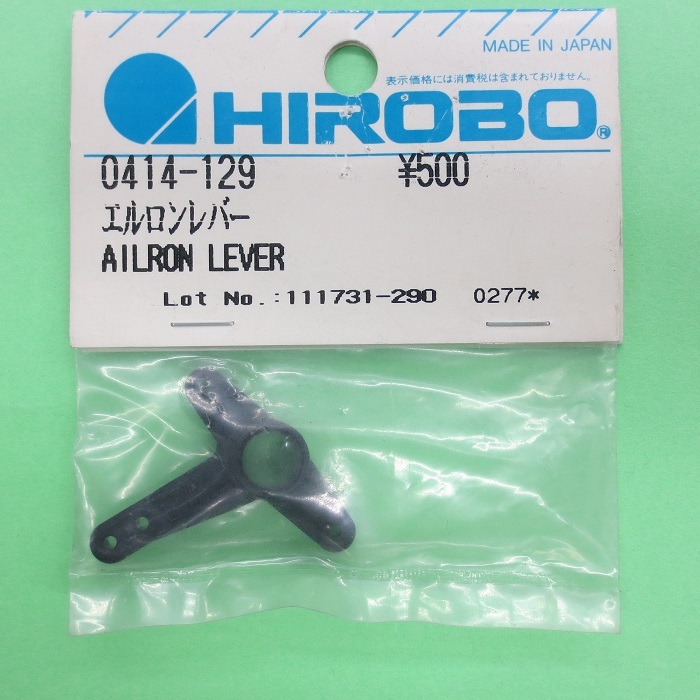 MADE IN JAPAN
表示価格には消費税は含まれておりません。
HIROBO®
0414-129 ¥500
エルロンレバー
AILRON LEVER
Lot No.:111731-290 0277*